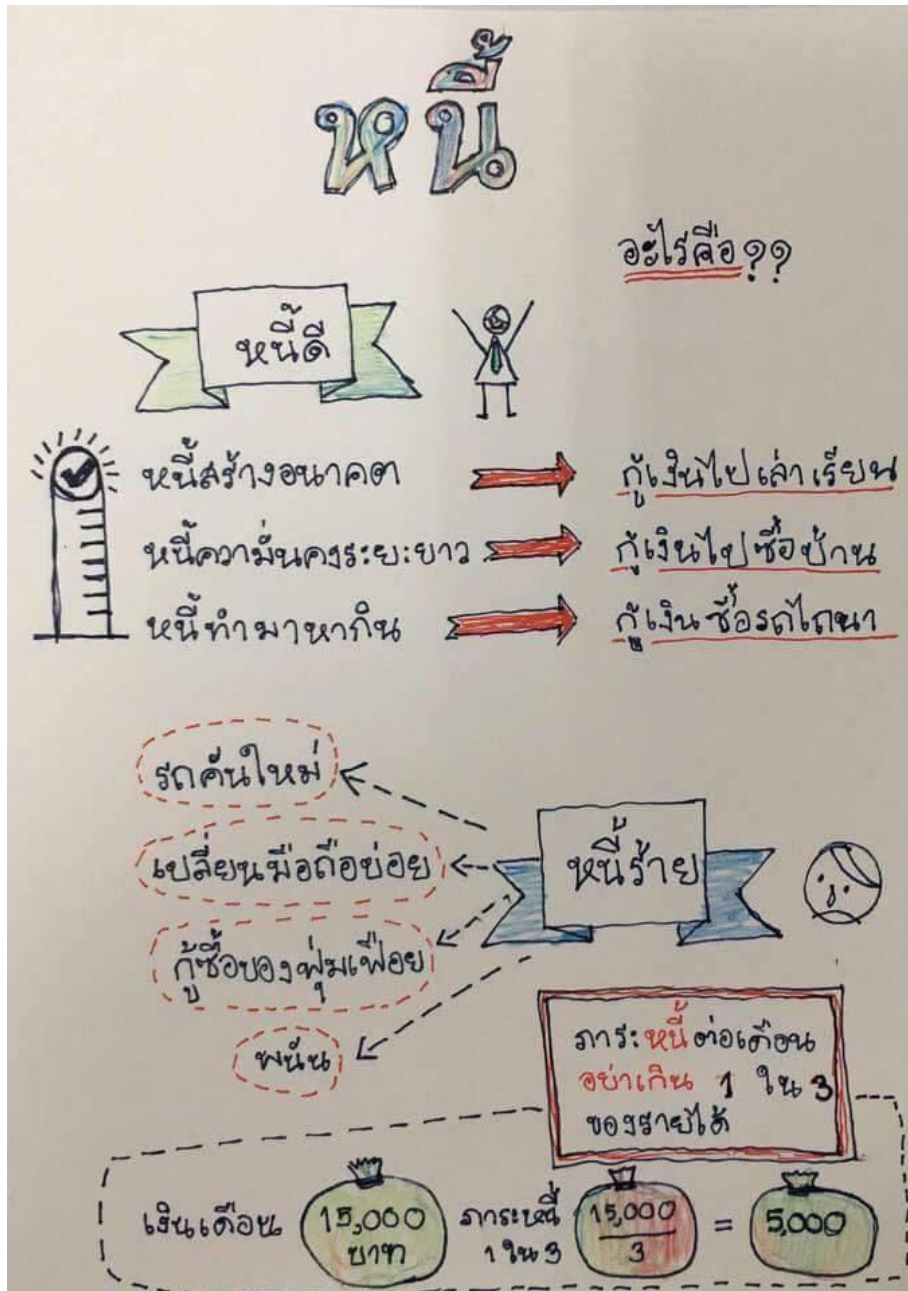 หนี้
อะไรคือ??
หนี้ดี
หนี้สร้างอนาคต กู้เงินไปเล่าเรียน
หนี้ความั่นคงระยะยาว กู้เงินไปซื้อบ้าน
หนี้ทำมาหากิน กู้เงินซื้อรถไถนา
รถคันใหม่
เปลี่ยนมือถือบ่อย
กู้ซื้อของฟุ่มเฟือย
พนัน
หนี้ร้าย
ภาระหนี้ต่อเดือน
อย่าเกิน 1 ใน 3
ของรายได้
เงินเดือน 15,000 บาท ภาระหนี้ 1 ใน 3 15,000 / 3 = 5,000